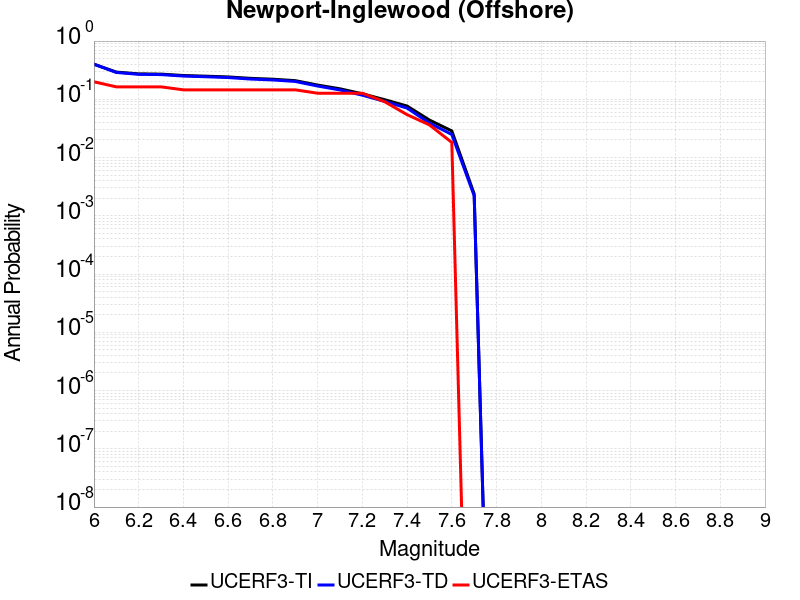 Newport-Inglewood (Offshore)
Annual Probability
10^0
10^-1
10^-2
10^-3
10^-4
10^-5
10^-6
10^-7
10^-8
6 6.2 6.4 6.6 6.8 7 7.2 7.4 7.6 7.8 8 8.2 8.4 8.6 8.8 9
Magnitude
UCERF3-TI UCERF3-TD UCERF3-ETAS